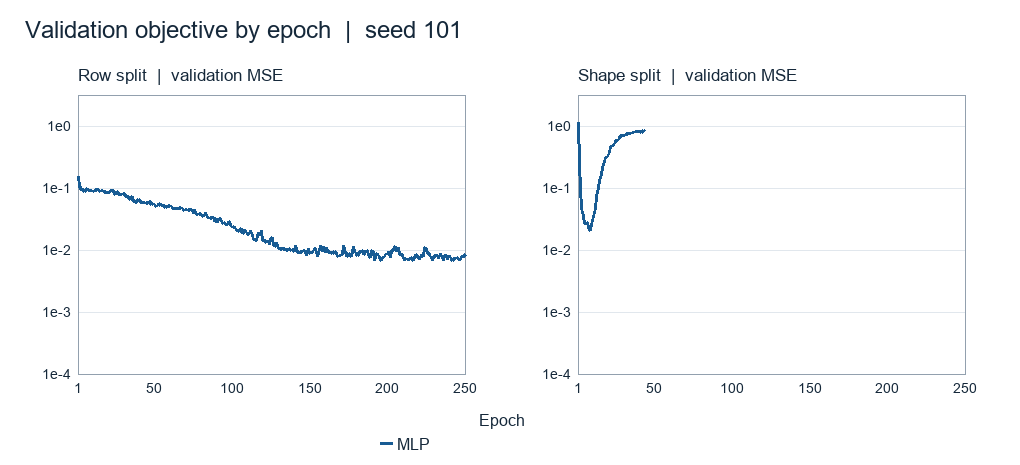 Validation objective by epoch | seed 101
Row split | validation MSE
1e0
1e-1
1e-2
1e-3
1e-4
1 50 100 150 200 250
Shape split | validation MSE
1e0
1e-1
1e-2
1e-3
1e-4
1 50 100 150 200 250
Epoch
MLP